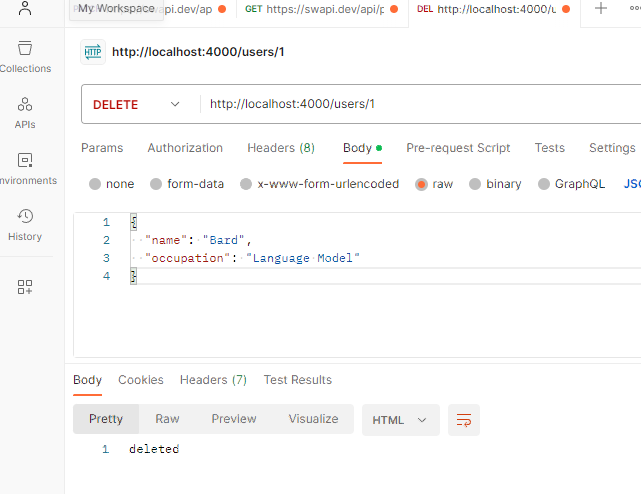 My Workspace
swapi.dev/ap
GET https://swapi.dev/api/p
DEL http://localhost:4000/u
HTTP http://localhost:4000/users/1
DELETE http://localhost:4000/users/1
Collections
APIs
nvironments
History
Params Authorization Headers (8) Body Pre-request Script Tests Settings
none form-data x-www-form-urlencoded raw binary GraphQL JSO
1 {
2 "name": "Bard",
3 "occupation": "Language Model"
4 }
Body Cookies Headers (7) Test Results
Pretty Raw Preview Visualize HTML
1 deleted